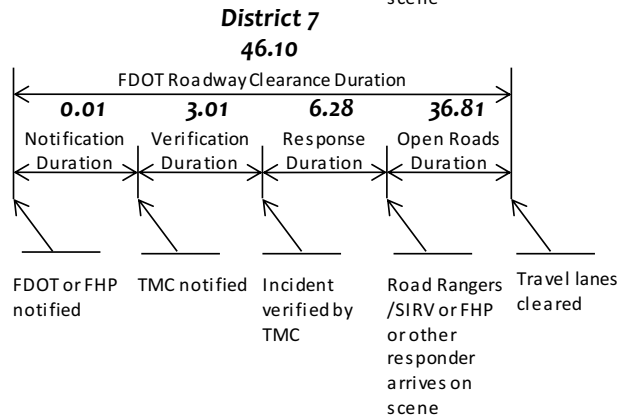 scene
District 7
46.10
FDOT Roadway Clearance Duration
0.01 3.01 6.28 36.81
Notification Verification Response Open Roads
Duration Duration Duration Duration
FDOT or FHP
notified
TMC notified
Incident
verified by
TMC
Road Rangers
/SIRV or FHP
or other
responder
arrives on
scene
Travel lanes
cleared